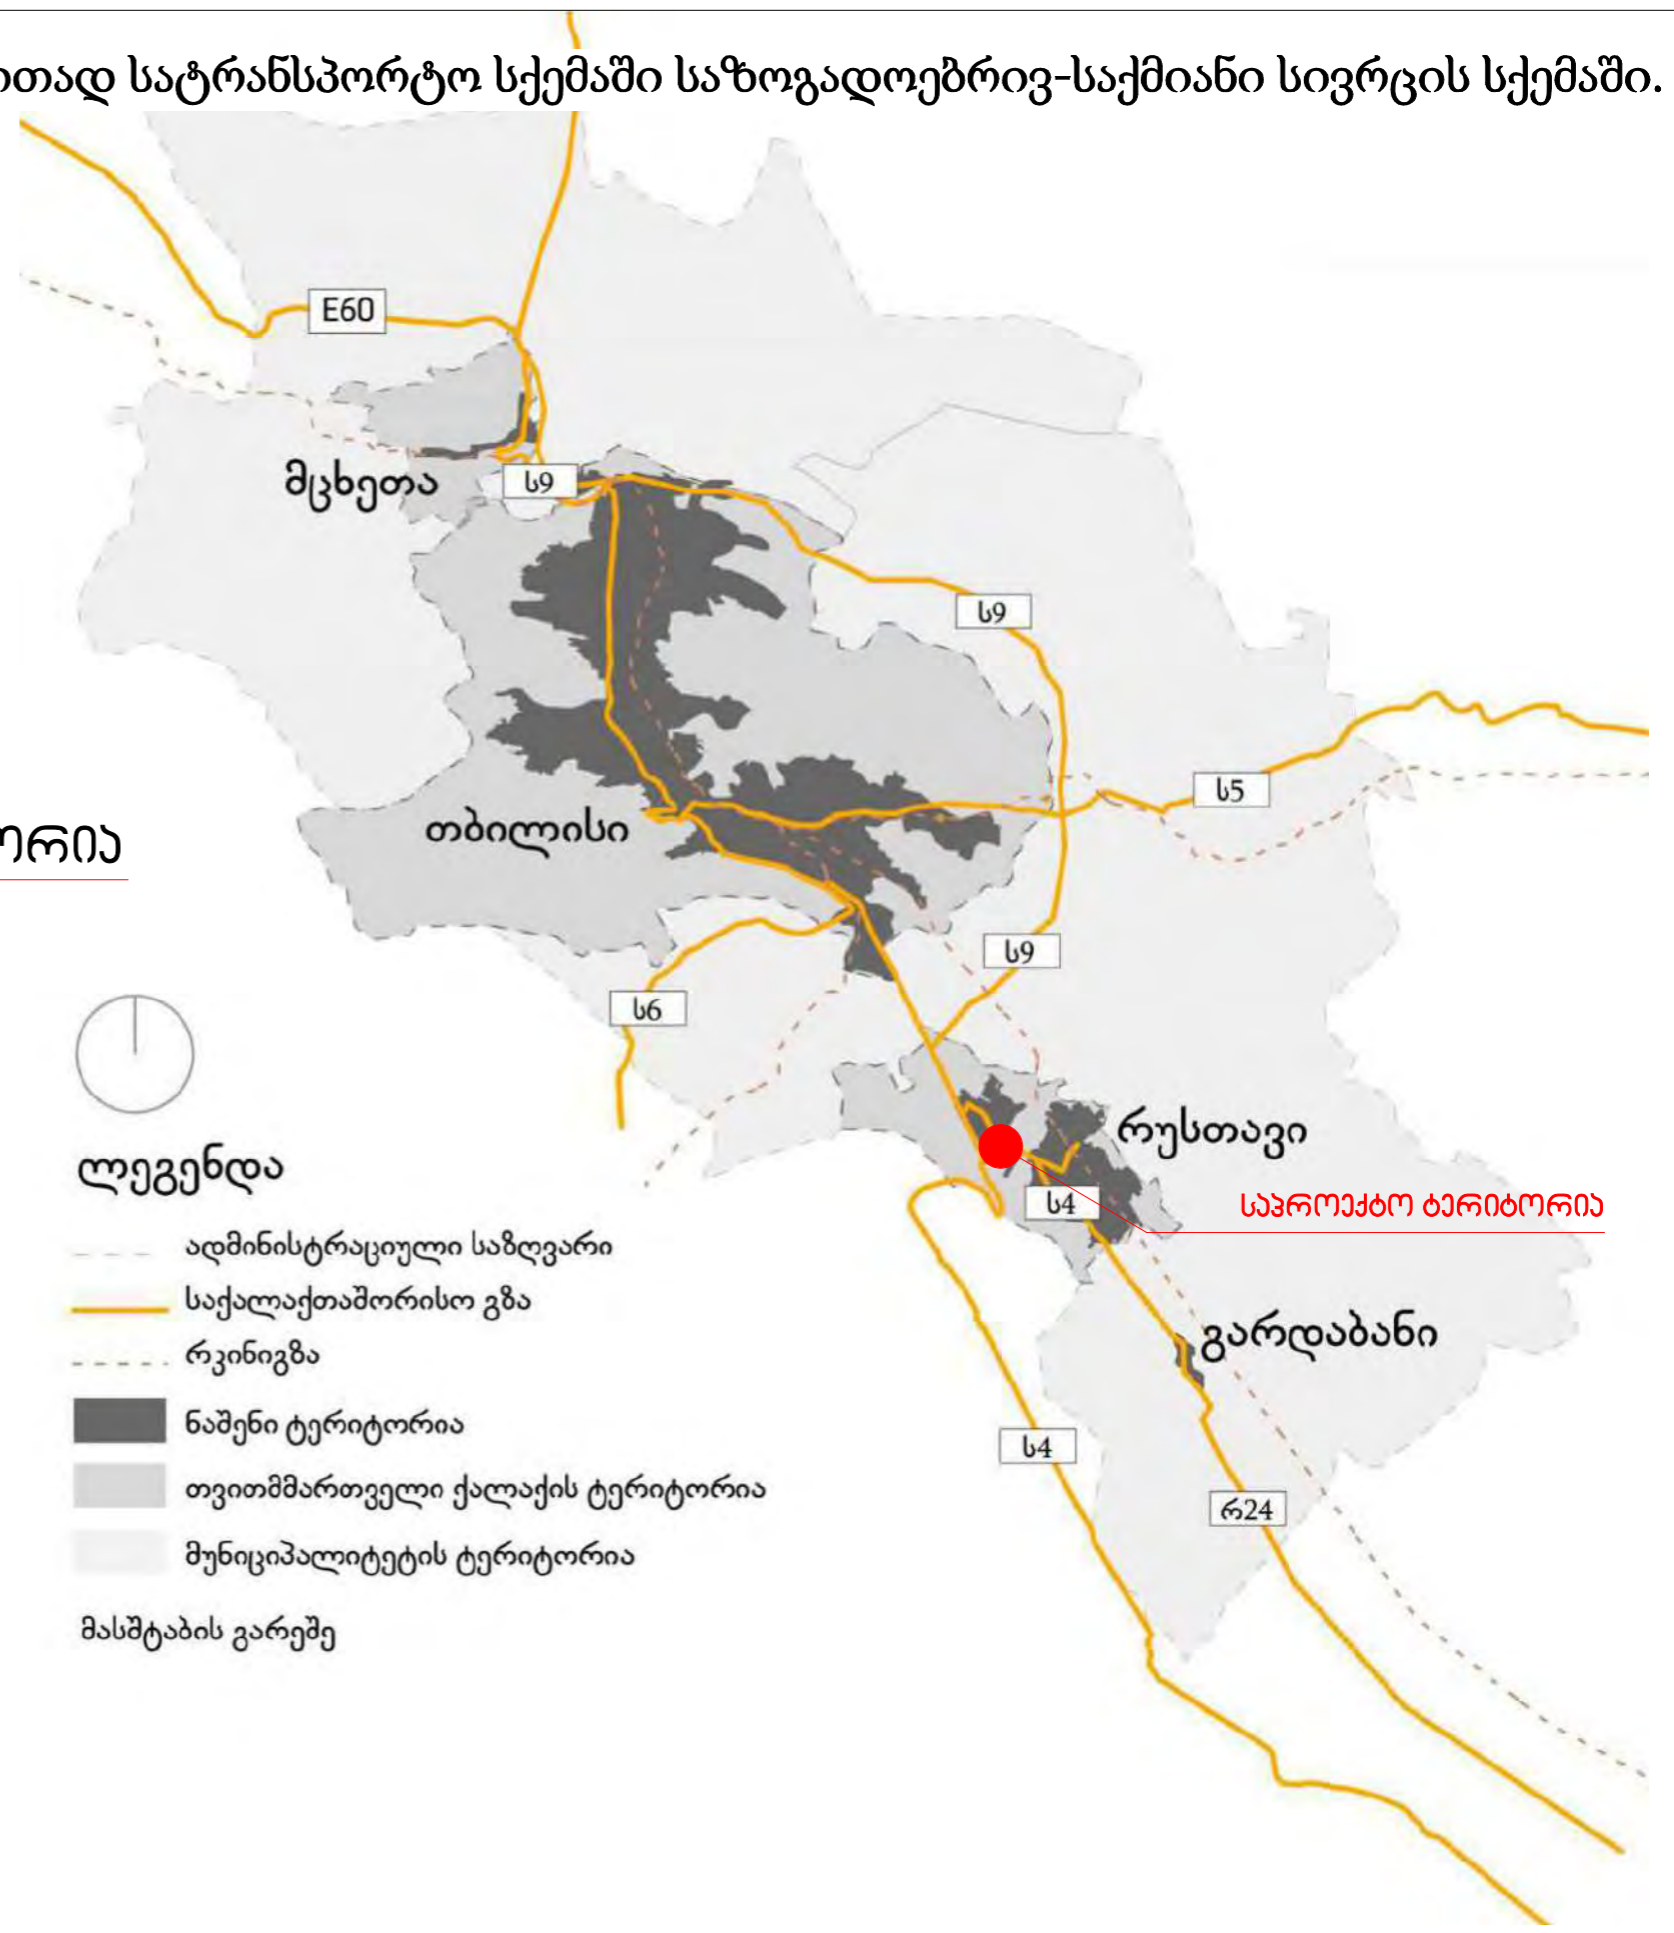 სატრანსპორტო სქემაში საზოგადოებრივ-საქმიანი სივრცის სქემაში.
E60
მცხეთა
ს9
ს9
ს5
თბილისი
ს9
ს6
რუსთავი
ს4
საპროექტო ტერიტორია
გარდაბანი
ს4
რ24
ლეგენდა
ადმინისტრაციული საზღვარი
საქალაქთაშორისო გზა
რკინიგზა
ნაშენი ტერიტორია
თვითმმართველი ქალაქის ტერიტორია
მუნიციპალიტეტის ტერიტორია
მასშტაბის გარეშე